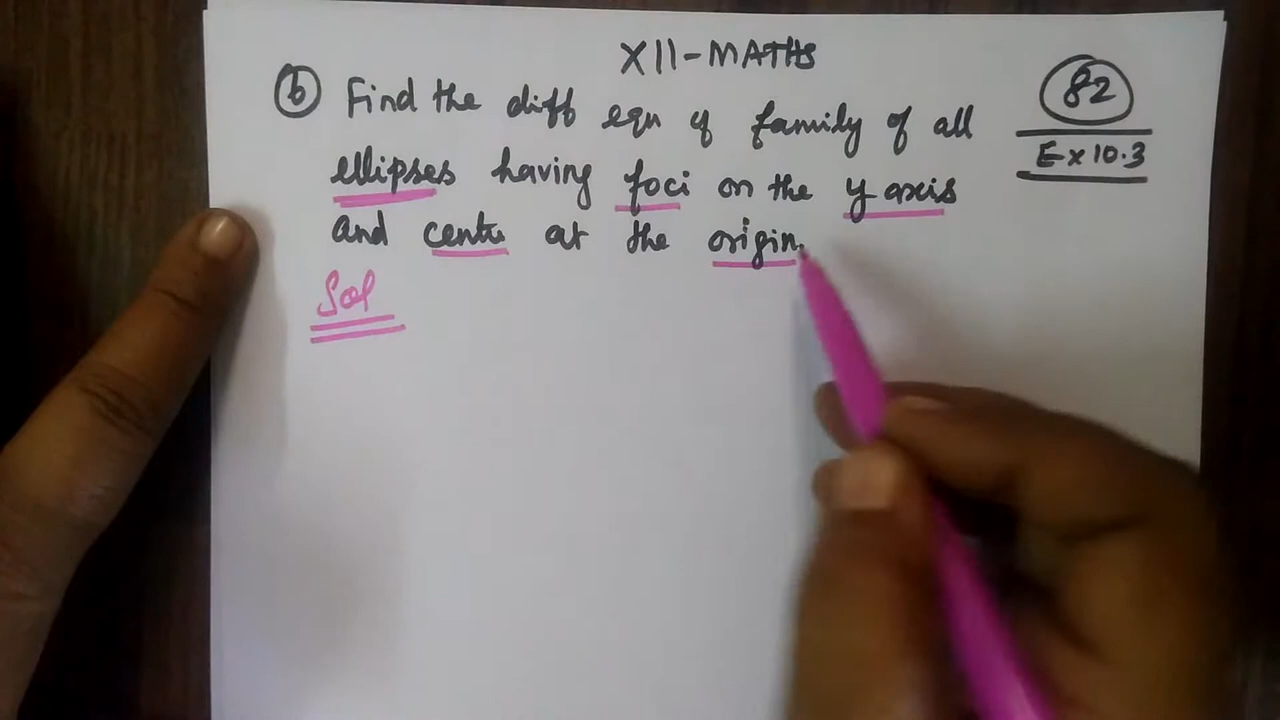 XII-MATHS
82
Ex 10.3
6 Find the diff eqn of family of all
ellipses having foci on the y axis
and centre at the origin.
Sol